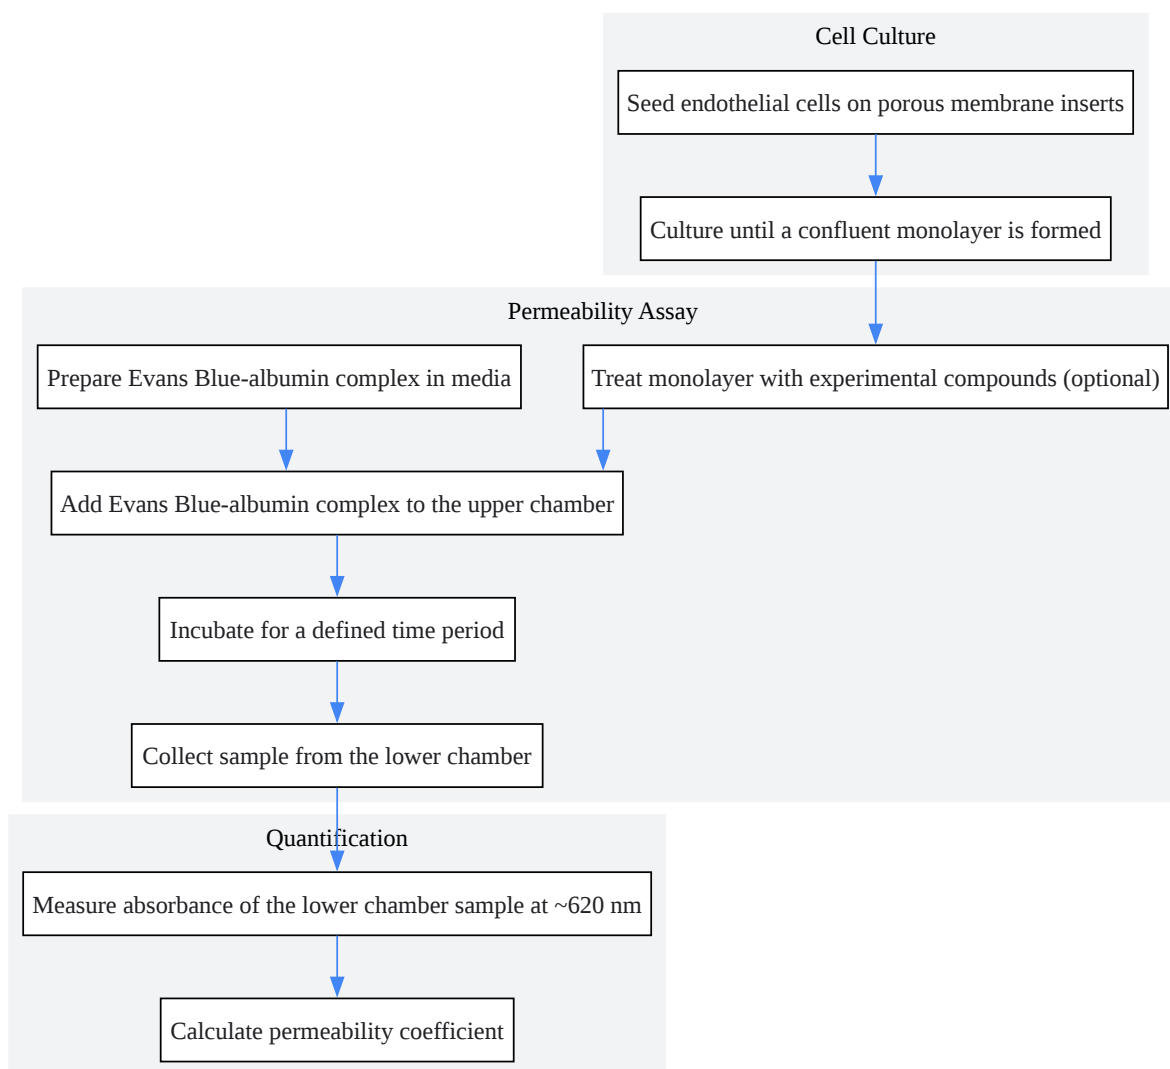 Cell Culture
Seed endothelial cells on porous membrane inserts
Culture until a confluent monolayer is formed
Permeability Assay
Prepare Evans Blue-albumin complex in media
Treat monolayer with experimental compounds (optional)
Add Evans Blue-albumin complex to the upper chamber
Incubate for a defined time period
Collect sample from the lower chamber
Quantification
Measure absorbance of the lower chamber sample at ~620 nm
Calculate permeability coefficient